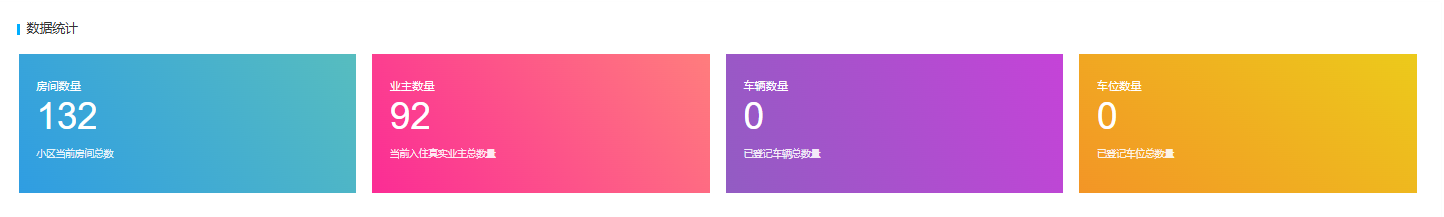 数据统计
房间数量
132
小区当前房间总数
业主数量
92
当前入住真实业主总数量
车辆数量
0
已登记车辆总数量
车位数量
0
已登记车位总数量